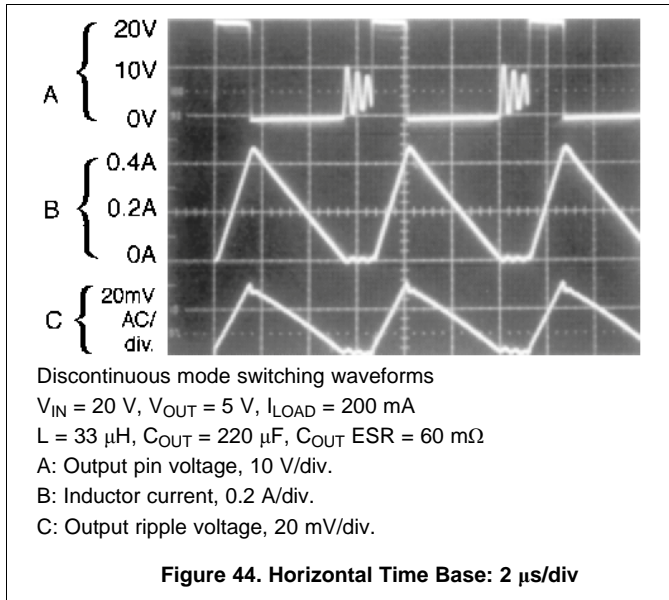 20V
A
10V
0V
0.4A
B
0.2A
0A
20mV
C
AC/
div.
Discontinuous mode switching waveforms
V_IN = 20 V, V_OUT = 5 V, I_LOAD = 200 mA
L = 33 μH, C_OUT = 220 μF, C_OUT ESR = 60 mΩ
A: Output pin voltage, 10 V/div.
B: Inductor current, 0.2 A/div.
C: Output ripple voltage, 20 mV/div.
Figure 44. Horizontal Time Base: 2 μs/div